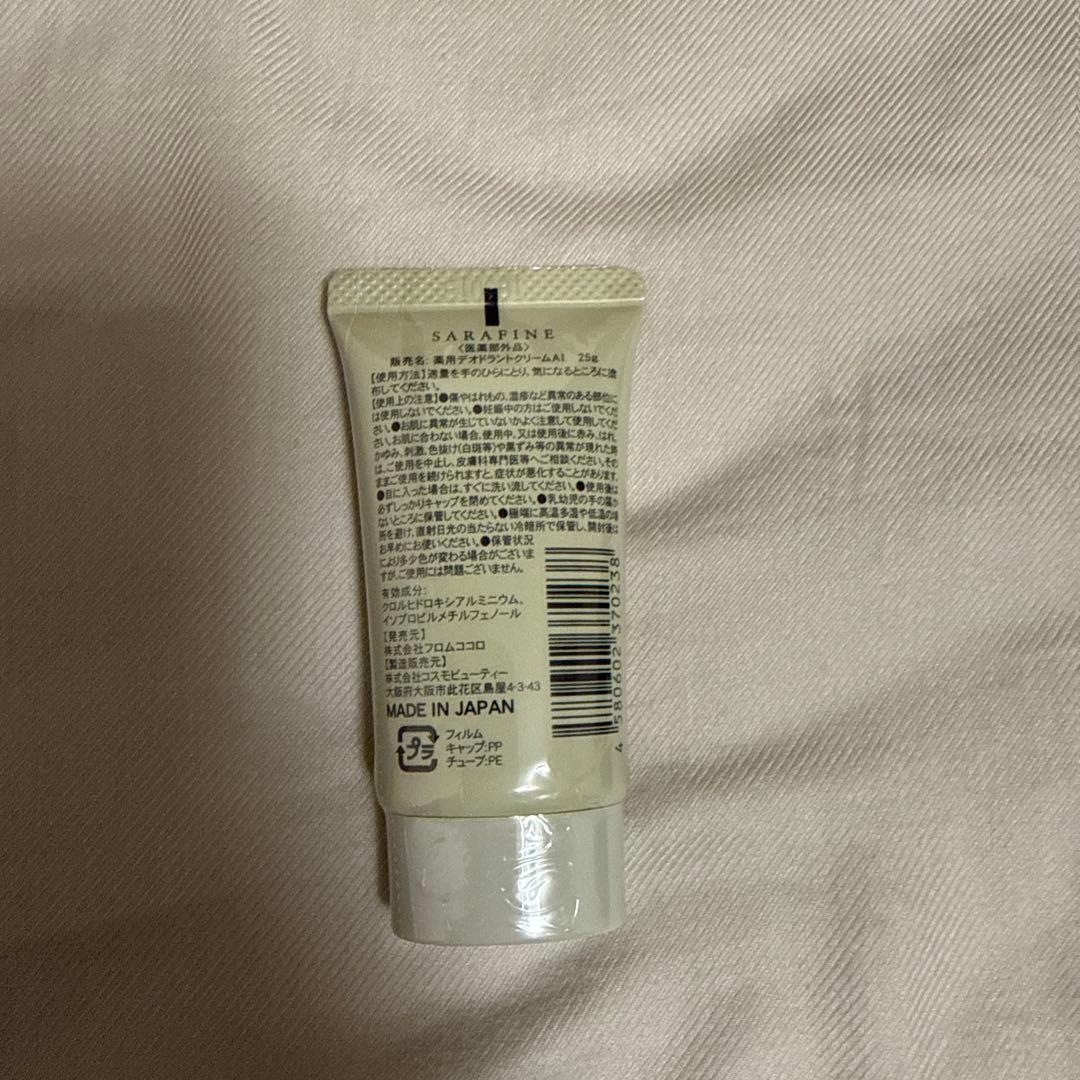 SARAFINE
<医薬部外品>
販売名: 薬用デオドラントクリームA1 25g
【使用方法】適量を手のひらにとり、気になるところに塗
布してください。
【使用上の注意】●傷やはれもの、湿疹など異常のある部位に
は使用しないでください。●妊娠中の方はご使用しないでくだ
さい。●お肌に異常が生じていないかよく注意して使用してくだ
さい。お肌に合わない場合、使用中、又は使用後に赤み、はれ、
かゆみ、刺激、色抜け(白斑等)や黒ずみ等の異常が現れた時
は、ご使用を中止し、皮膚科専門医等へご相談ください。その
ままご使用を続けられますと、症状が悪化することがあります。
●目に入った場合は、すぐに洗い流してください。●使用後は
必ずしっかりキャップを閉めてください。●乳幼児の手の届か
ないところに保管してください。●極端に高温多湿や低温の場
所を避け、直射日光の当たらない冷暗所で保管し、開封後は
お早めにお使いください。●保管状況
により多少色が変わる場合がございま
すが、ご使用には問題ございません。
有効成分:
クロルヒドロキシアルミニウム、
イソプロピルメチルフェノール
【発売元】
株式会社フロムココロ
【製造販売元】
株式会社コスモビューティー
大阪府大阪市此花区島屋4-3-43
MADE IN JAPAN
プラ
フィルム
キャップ:PP
チューブ:PE
4 580602 370238